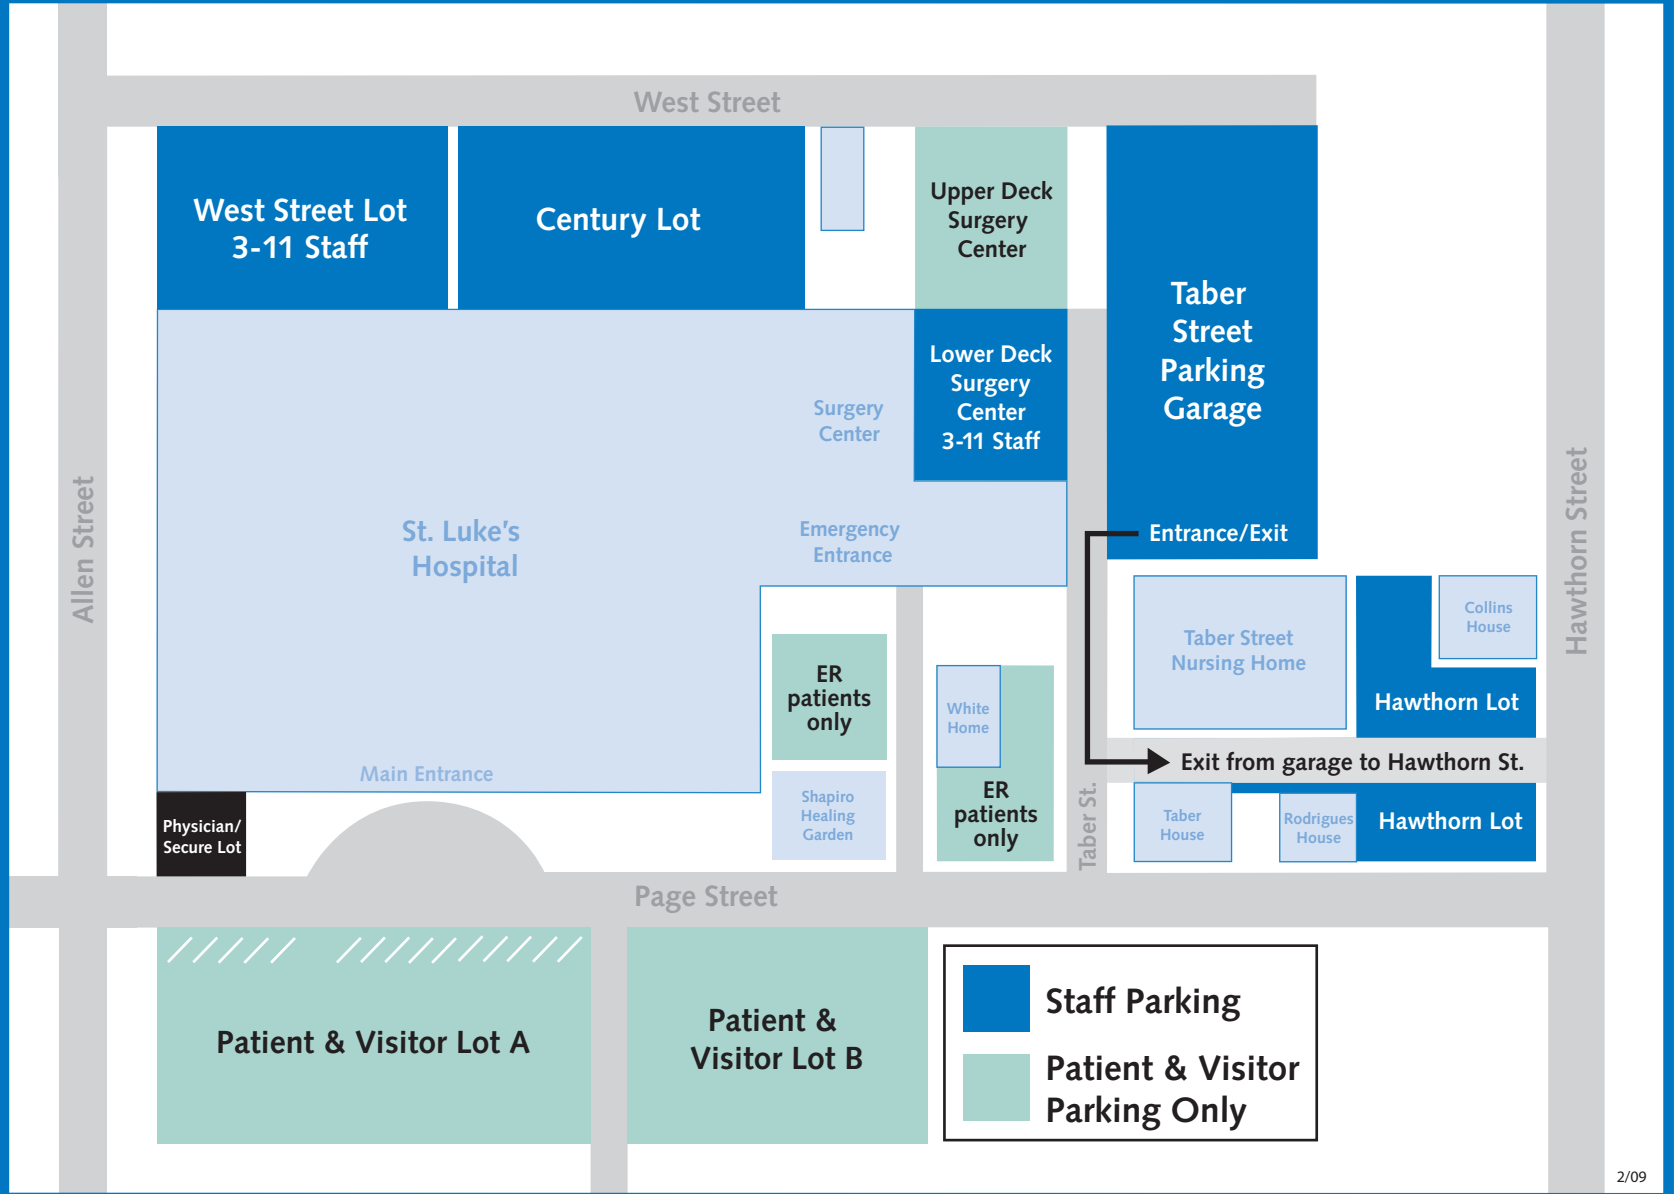 West Street
West Street Lot
3-11 Staff
Century Lot
Upper Deck
Surgery
Center
Taber
Street
Parking
Garage
Lower Deck
Surgery
Center
3-11 Staff
Surgery
Center
Allen Street
St. Luke's
Hospital
Emergency
Entrance
Entrance/Exit
Hawthorn Street
Taber Street
Nursing Home
Collins
House
ER
patients
only
White
Home
Hawthorn Lot
Main Entrance
Exit from garage to Hawthorn St.
Physician/
Secure Lot
Shapiro
Healing
Garden
ER
patients
only
Taber St.
Taber
House
Rodrigues
House
Hawthorn Lot
Page Street
Patient & Visitor Lot A
Patient &
Visitor Lot B
Staff Parking
Patient & Visitor
Parking Only
2/09